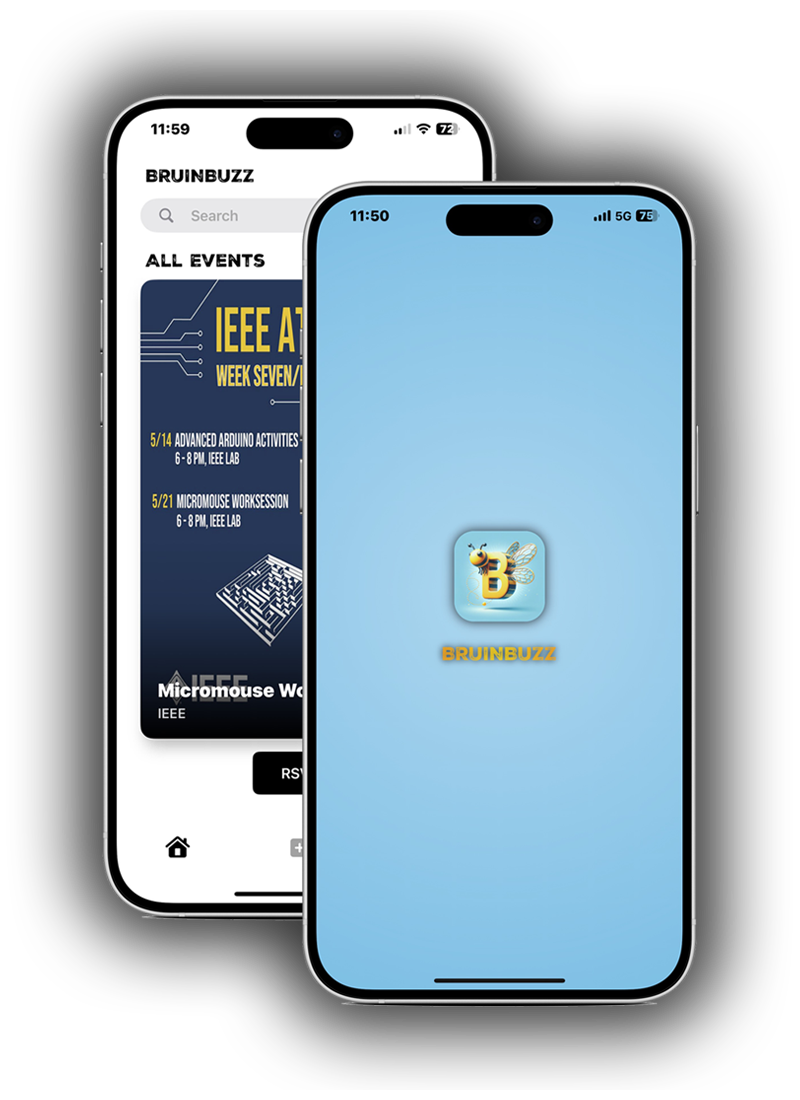 11:59
72
BRUINBUZZ
Search
ALL EVENTS
IEEE AT
WEEK SEVEN/
5/14 ADVANCED ARDUINO ACTIVITIES
6 - 8 PM, IEEE LAB
5/21 MICROMOUSE WORKSESSION
6 - 8 PM, IEEE LAB
IEEE
Micromouse Wo
IEEE
RSV
11:50
5G 75
B
BRUINBUZZ